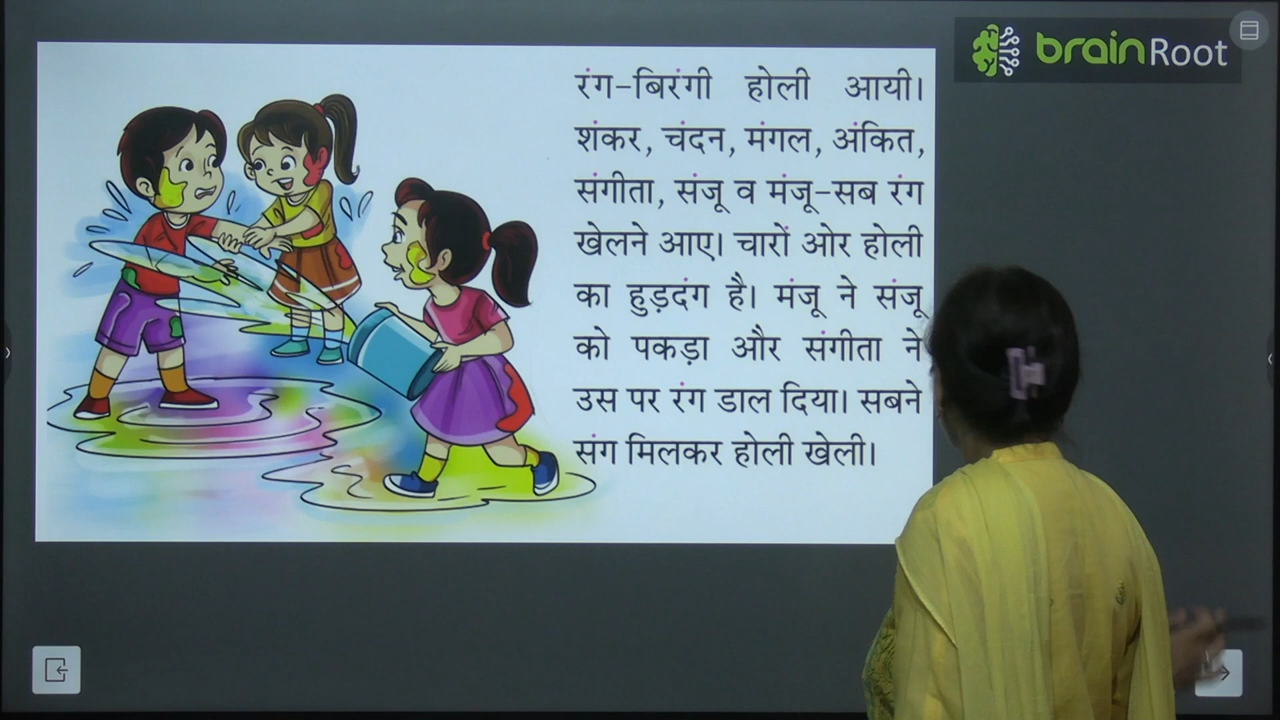 brainRoot
रंग-बिरंगी होली आयी।
शंकर, चंदन, मंगल, अंकित,
संगीता, संजू व मंजू-सब रंग
खेलने आए। चारों ओर होली
का हुड़दंग है। मंजू ने संजू
को पकड़ा और संगीता ने
उस पर रंग डाल दिया। सबने
संग मिलकर होली खेली।